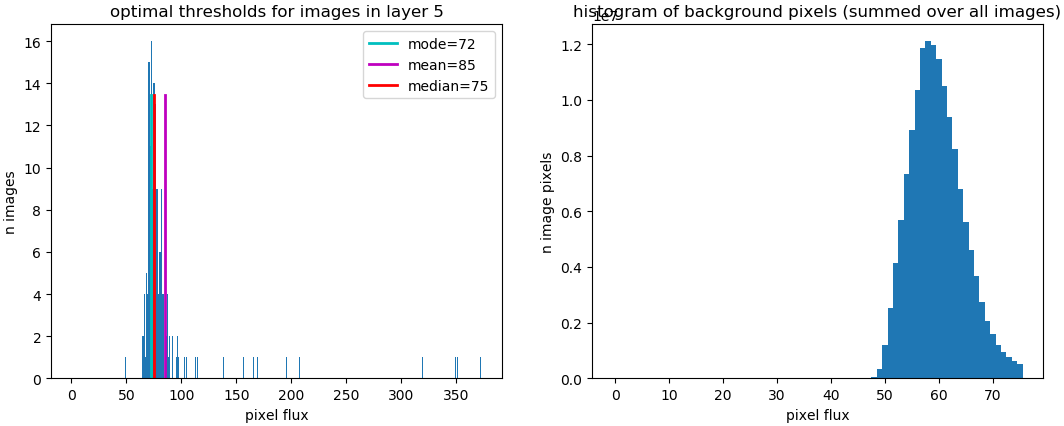 optimal thresholds for images in layer 5
16
14
12
10
8
6
4
2
0
n images
0 50 100 150 200 250 300 350
pixel flux
mode=72
mean=85
median=75
histogram of background pixels (summed over all images)
1e7
1.2
1.0
0.8
0.6
0.4
0.2
0.0
n image pixels
0 10 20 30 40 50 60 70
pixel flux